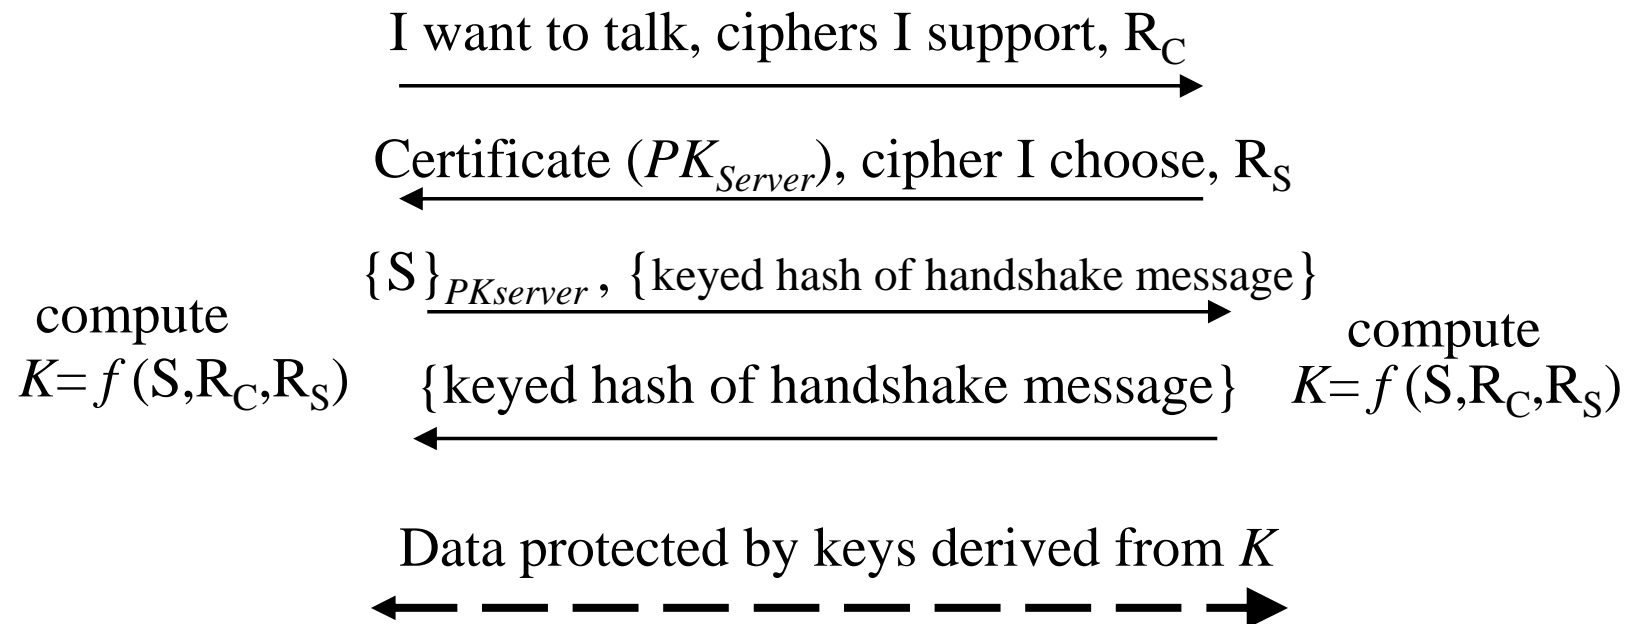 I want to talk, ciphers I support, R_C
Certificate (PK_Server), cipher I choose, R_S
{S}_PKserver , {keyed hash of handshake message}
compute
K=f(S,R_C,R_S)
{keyed hash of handshake message}
compute
K=f(S,R_C,R_S)
Data protected by keys derived from K